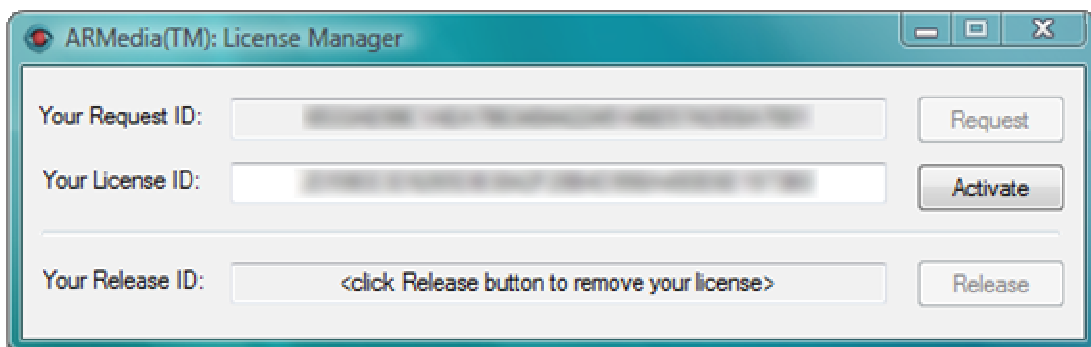 ARMedia(TM): License Manager
Your Request ID: Request
Your License ID: Activate
Your Release ID: <click Release button to remove your license> Release